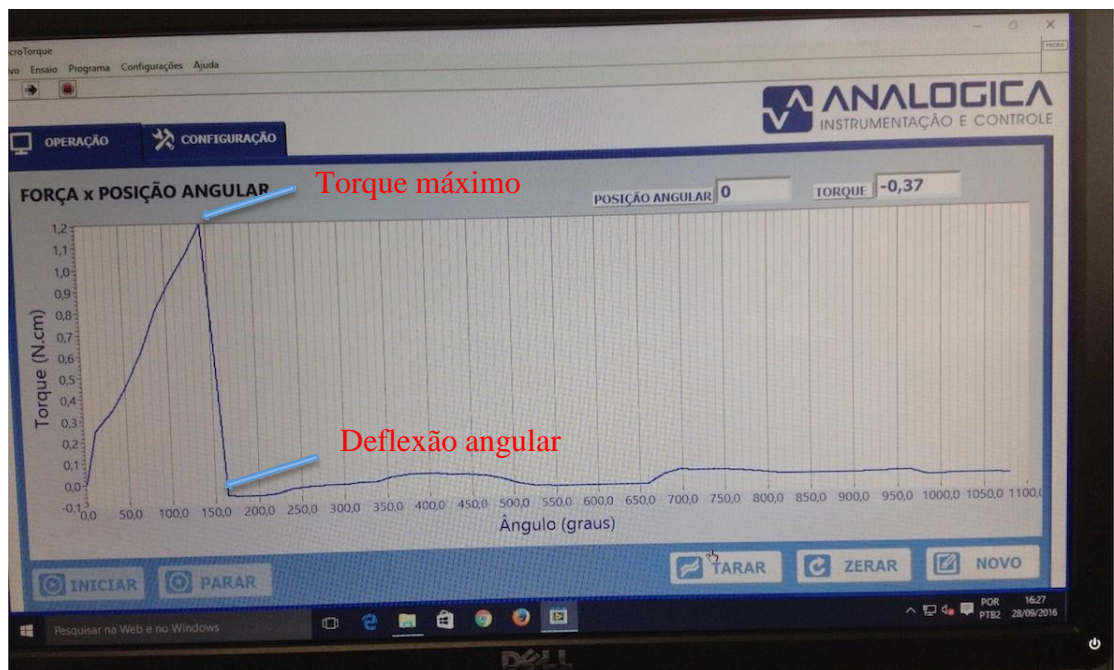 croTorque
vo Ensaio Programa Configurações Ajuda
ANALOGICA
INSTRUMENTAÇÃO E CONTROLE
OPERAÇÃO CONFIGURAÇÃO
FORÇA x POSIÇÃO ANGULAR
Torque máximo
POSIÇÃO ANGULAR 0 TORQUE -0,37
1,2
1,1
1,0
0,9
0,8
0,7
0,6
0,5
0,4
0,3
0,2
0,1
0,0
-0,1
Torque (N.cm)
Deflexão angular
0,0 50,0 100,0 150,0 200,0 250,0 300,0 350,0 400,0 450,0 500,0 550,0 600,0 650,0 700,0 750,0 800,0 850,0 900,0 950,0 1000,0 1050,0 1100,0
Ângulo (graus)
INICIAR PARAR TARAR ZERAR NOVO
Pesquisar na Web e no Windows
POR 16:27
PTB2 28/09/2016
DELL